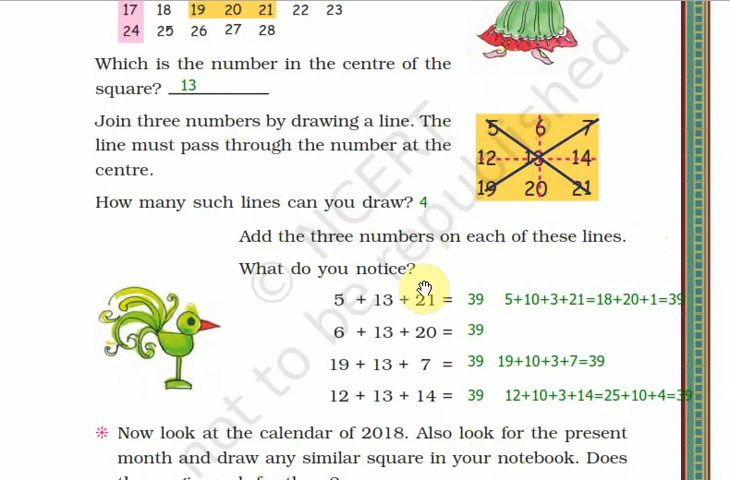 17 18 19 20 21 22 23
24 25 26 27 28
Which is the number in the centre of the
square? 13
Join three numbers by drawing a line. The
line must pass through the number at the
centre.
5 6 7
12 13 14
19 20 21
How many such lines can you draw? 4
Add the three numbers on each of these lines.
What do you notice?
5 + 13 + 21 = 39 5+10+3+21=18+20+1=39
6 + 13 + 20 = 39
19 + 13 + 7 = 39 19+10+3+7=39
12 + 13 + 14 = 39 12+10+3+14=25+10+4=39
Now look at the calendar of 2018. Also look for the present
month and draw any similar square in your notebook. Does
© NCERT
not to be republished